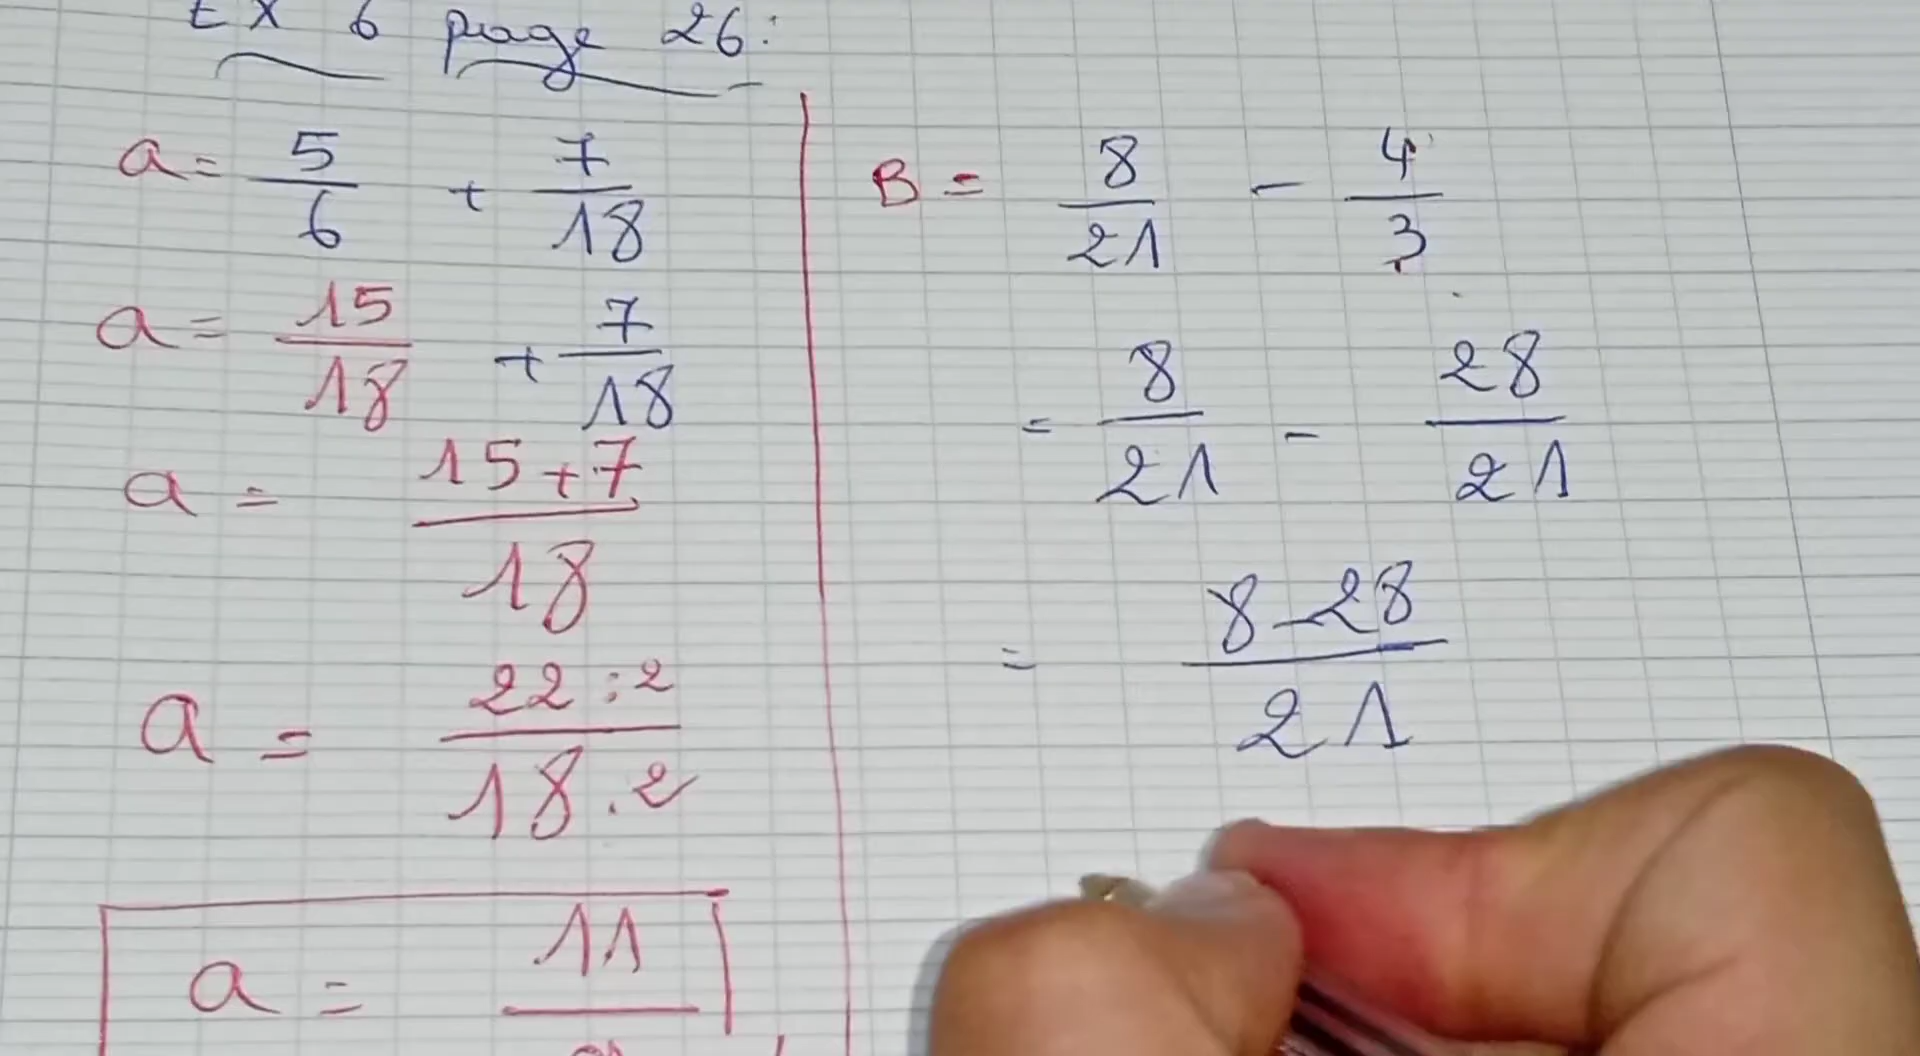 Ex 6 page 26:
a = 5/6 + 7/18
a = 15/18 + 7/18
a = 15+7/18
a = 22:2/18.2
a = 11
B = 8/21 - 4/3
= 8/21 - 28/21
= 8-28/21